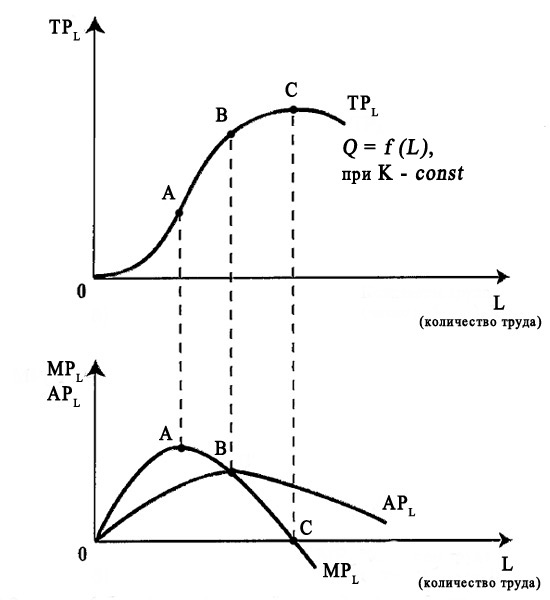 TP_L
C
B
TP_L
Q = f (L),
при K - const
A
0
L
(количество труда)
MP_L
AP_L
A
B
C
AP_L
0
MP_L
L
(количество труда)